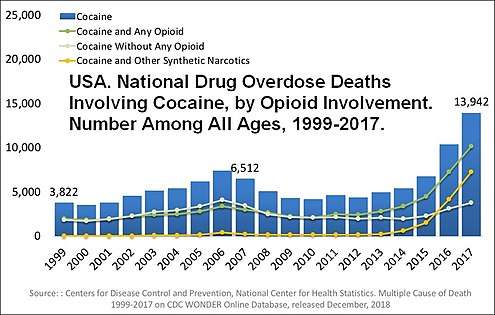 25,000
20,000
15,000
10,000
5,000
0
Cocaine
Cocaine and Any Opioid
Cocaine Without Any Opioid
Cocaine and Other Synthetic Narcotics
USA. National Drug Overdose Deaths
Involving Cocaine, by Opioid Involvement.
Number Among All Ages, 1999-2017.
3,822
6,512
13,942
1999 2000 2001 2002 2003 2004 2005 2006 2007 2008 2009 2010 2011 2012 2013 2014 2015 2016 2017
Source: : Centers for Disease Control and Prevention, National Center for Health Statistics. Multiple Cause of Death
1999-2017 on CDC WONDER Online Database, released December, 2018